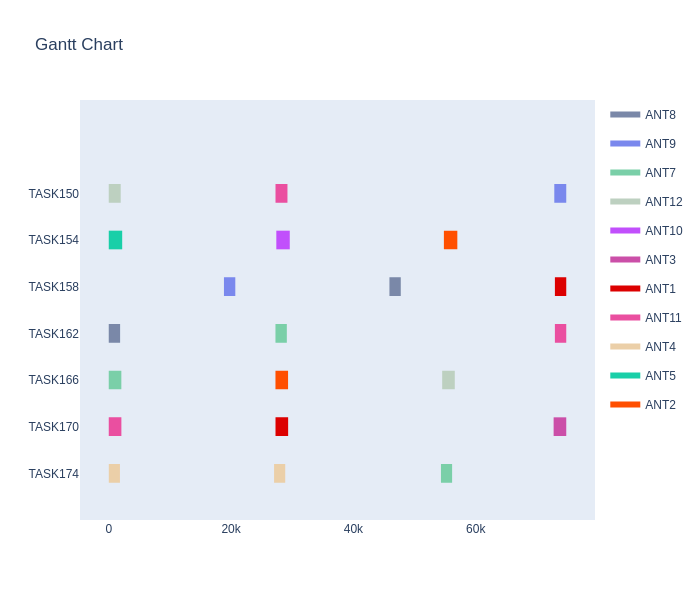 Gantt Chart
TASK150
TASK154
TASK158
TASK162
TASK166
TASK170
TASK174
0
20k
40k
60k
ANT8
ANT9
ANT7
ANT12
ANT10
ANT3
ANT1
ANT11
ANT4
ANT5
ANT2